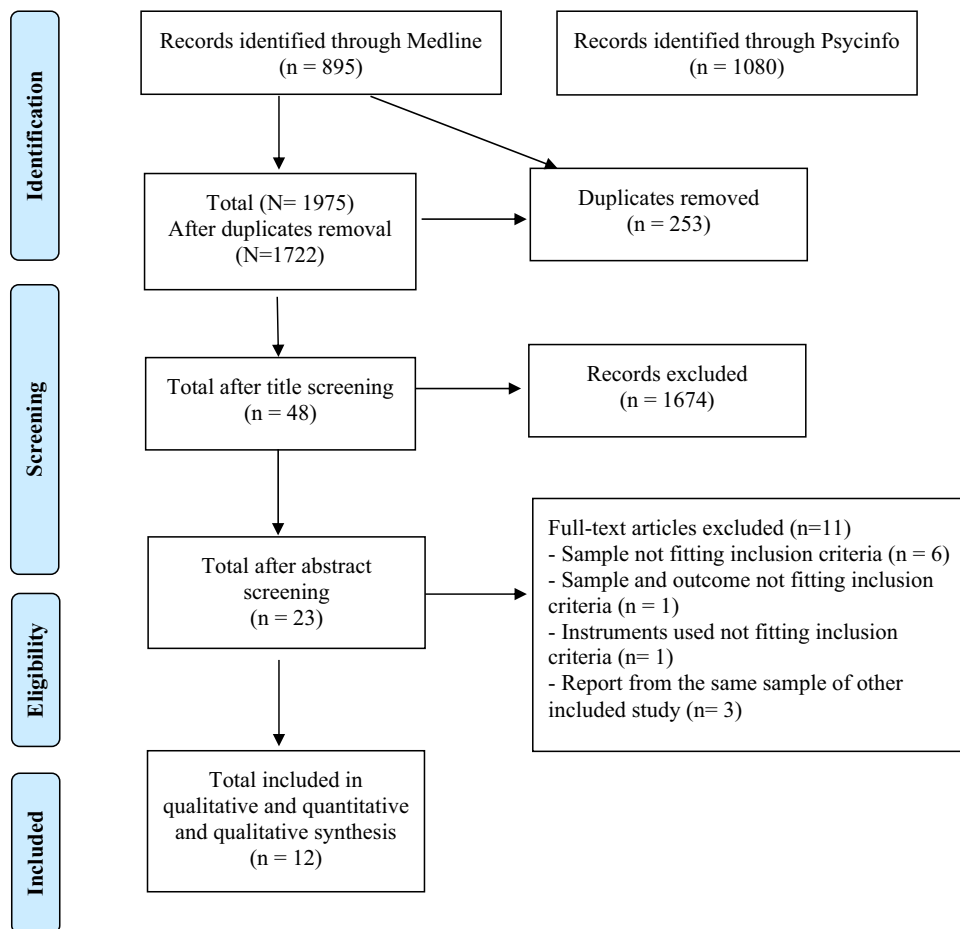 Identification
Records identified through Medline
(n = 895)
Records identified through Psycinfo
(n = 1080)
Total (N= 1975)
After duplicates removal
(N=1722)
Duplicates removed
(n = 253)
Screening
Total after title screening
(n = 48)
Records excluded
(n = 1674)
Total after abstract
screening
(n = 23)
Full-text articles excluded (n=11)
- Sample not fitting inclusion criteria (n = 6)
- Sample and outcome not fitting inclusion
criteria (n = 1)
- Instruments used not fitting inclusion
criteria (n= 1)
- Report from the same sample of other
included study (n= 3)
Eligibility
Included
Total included in
qualitative and quantitative
and qualitative synthesis
(n = 12)